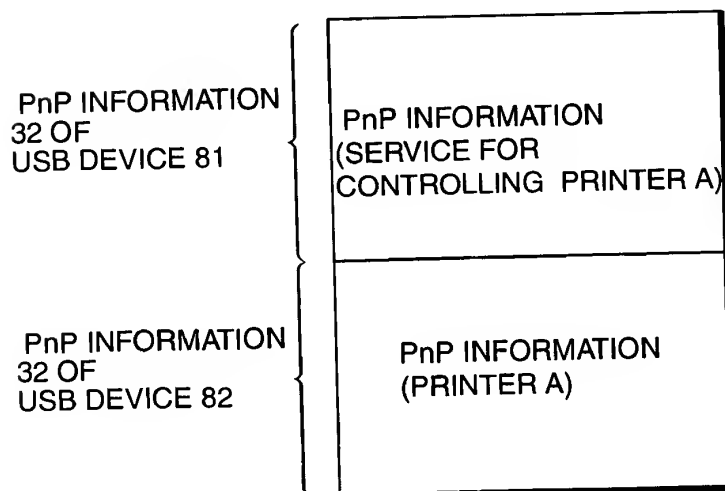 PnP INFORMATION
32 OF
USB DEVICE 81
PnP INFORMATION
(SERVICE FOR
CONTROLLING PRINTER A)
PnP INFORMATION
32 OF
USB DEVICE 82
PnP INFORMATION
(PRINTER A)